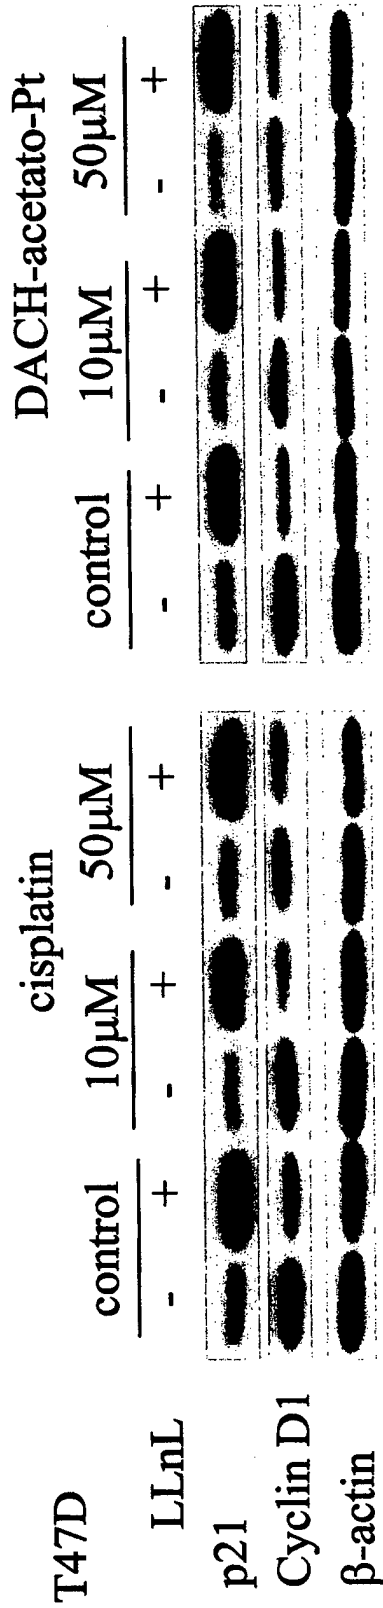 T47D
cisplatin
DACH-acetato-Pt
control 10µM 50µM control 10µM 50µM
LLnL - + - + - + - + - + - +
p21
Cyclin D1
β-actin